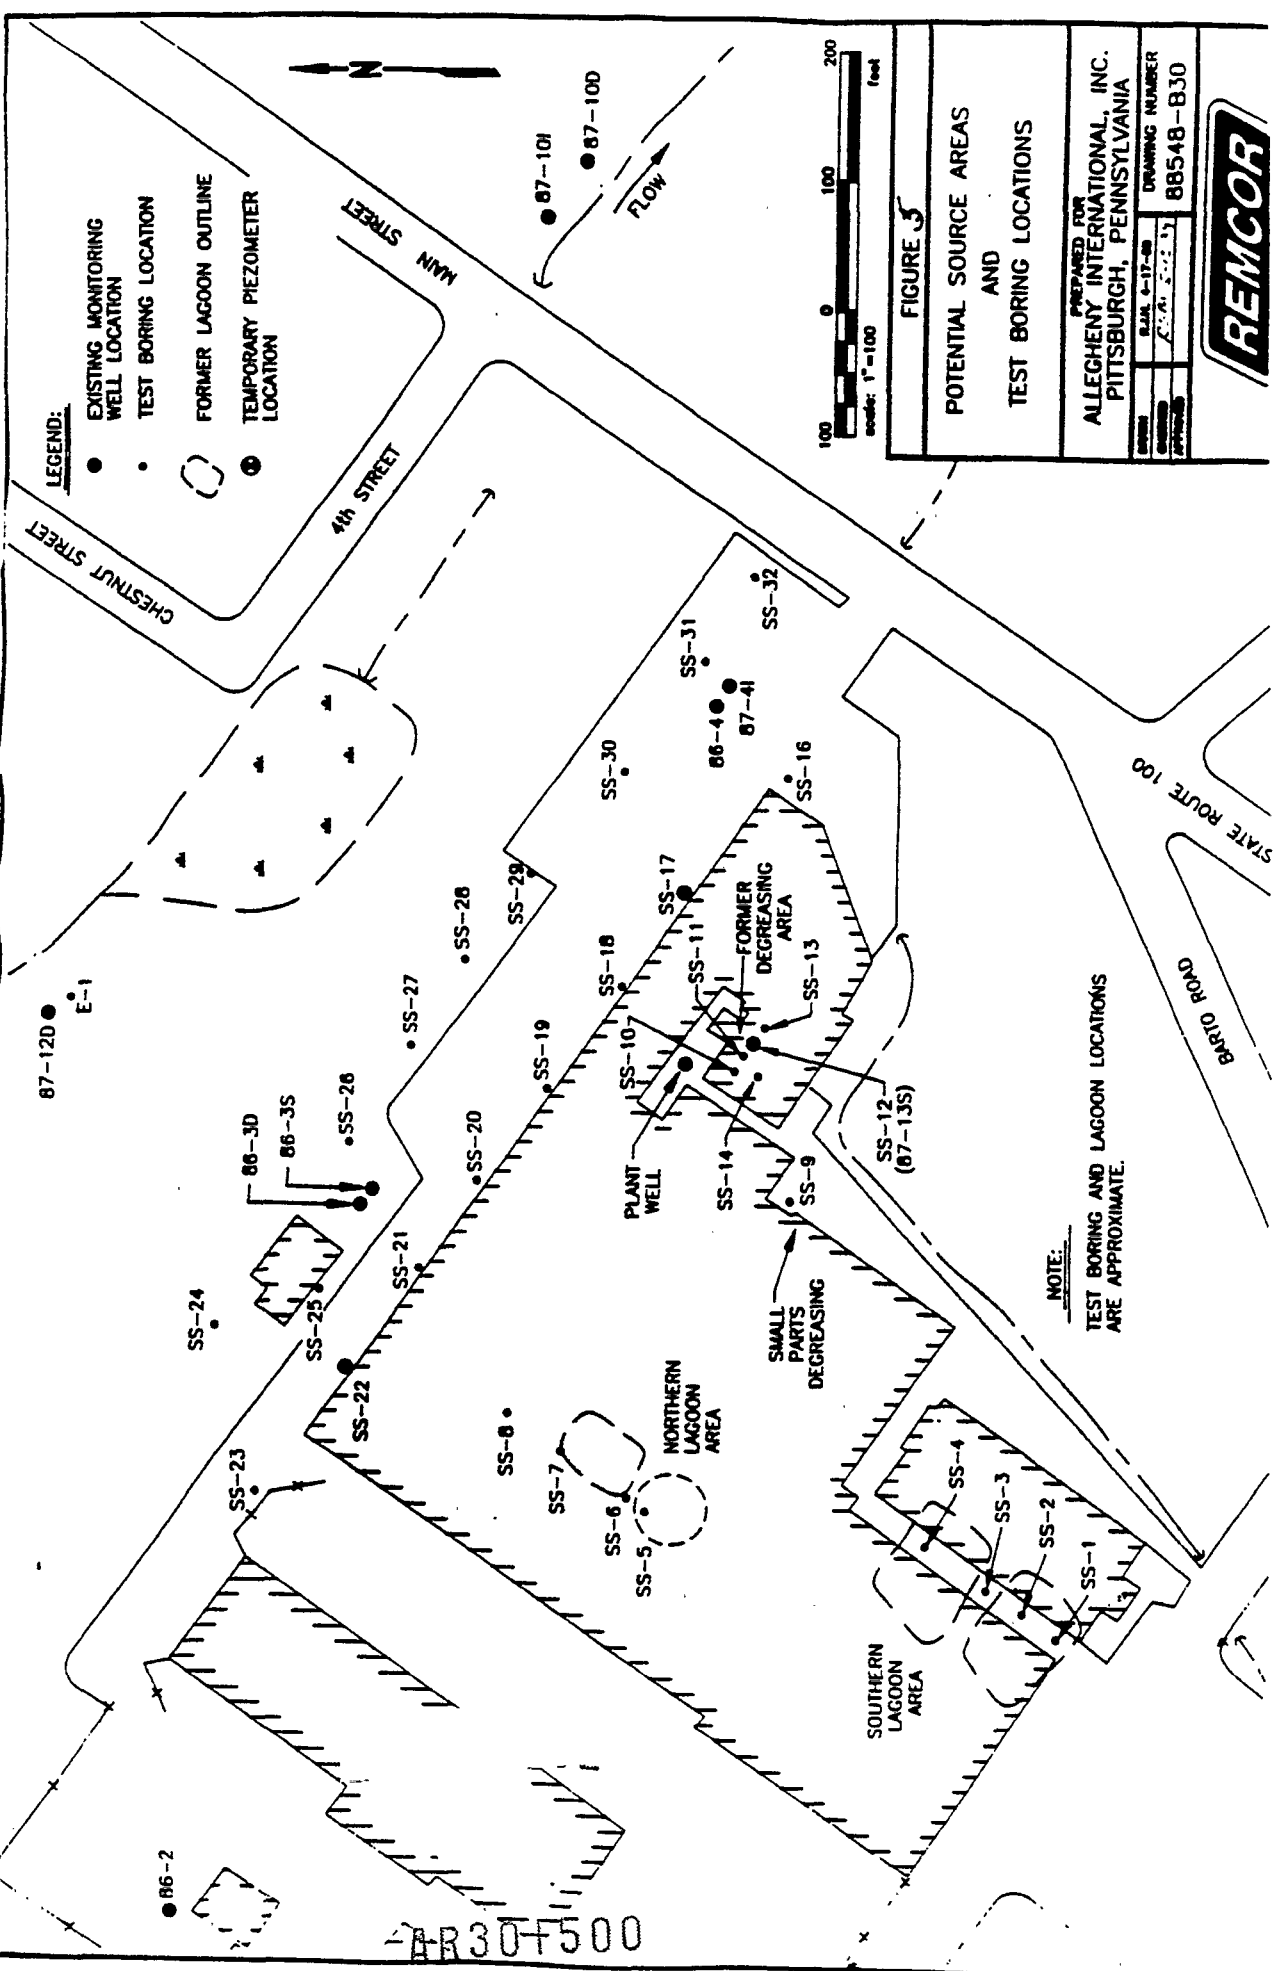 LEGEND:
EXISTING MONITORING
WELL LOCATION
TEST BORING LOCATION
FORMER LAGOON OUTLINE
TEMPORARY PIEZOMETER
LOCATION
N
CHESTNUT STREET
4th STREET
MAIN STREET
STATE ROUTE 100
BARTO ROAD
FLOW
87-10I
87-10D
87-12D
E-1
86-3D
86-3S
86-2
86-4
87-4I
SS-32
SS-31
SS-30
SS-29
SS-28
SS-27
SS-26
SS-25
SS-24
SS-23
SS-22
SS-21
SS-20
SS-19
SS-18
SS-17
SS-16
SS-11
SS-10
FORMER
DEGREASING
AREA
SS-13
SS-12
(87-13S)
SS-14
PLANT
WELL
SS-9
SMALL
PARTS
DEGREASING
SS-8
SS-7
SS-6
SS-5
NORTHERN
LAGOON
AREA
SS-4
SS-3
SS-2
SS-1
SOUTHERN
LAGOON
AREA
NOTE:
TEST BORING AND LAGOON LOCATIONS
ARE APPROXIMATE.
100 0 100 200
scale: 1"=100 feet
FIGURE 5
POTENTIAL SOURCE AREAS
AND
TEST BORING LOCATIONS
PREPARED FOR
ALLEGHENY INTERNATIONAL, INC.
PITTSBURGH, PENNSYLVANIA
DRAWING NUMBER
88548-B30
REMCOR
AR301500